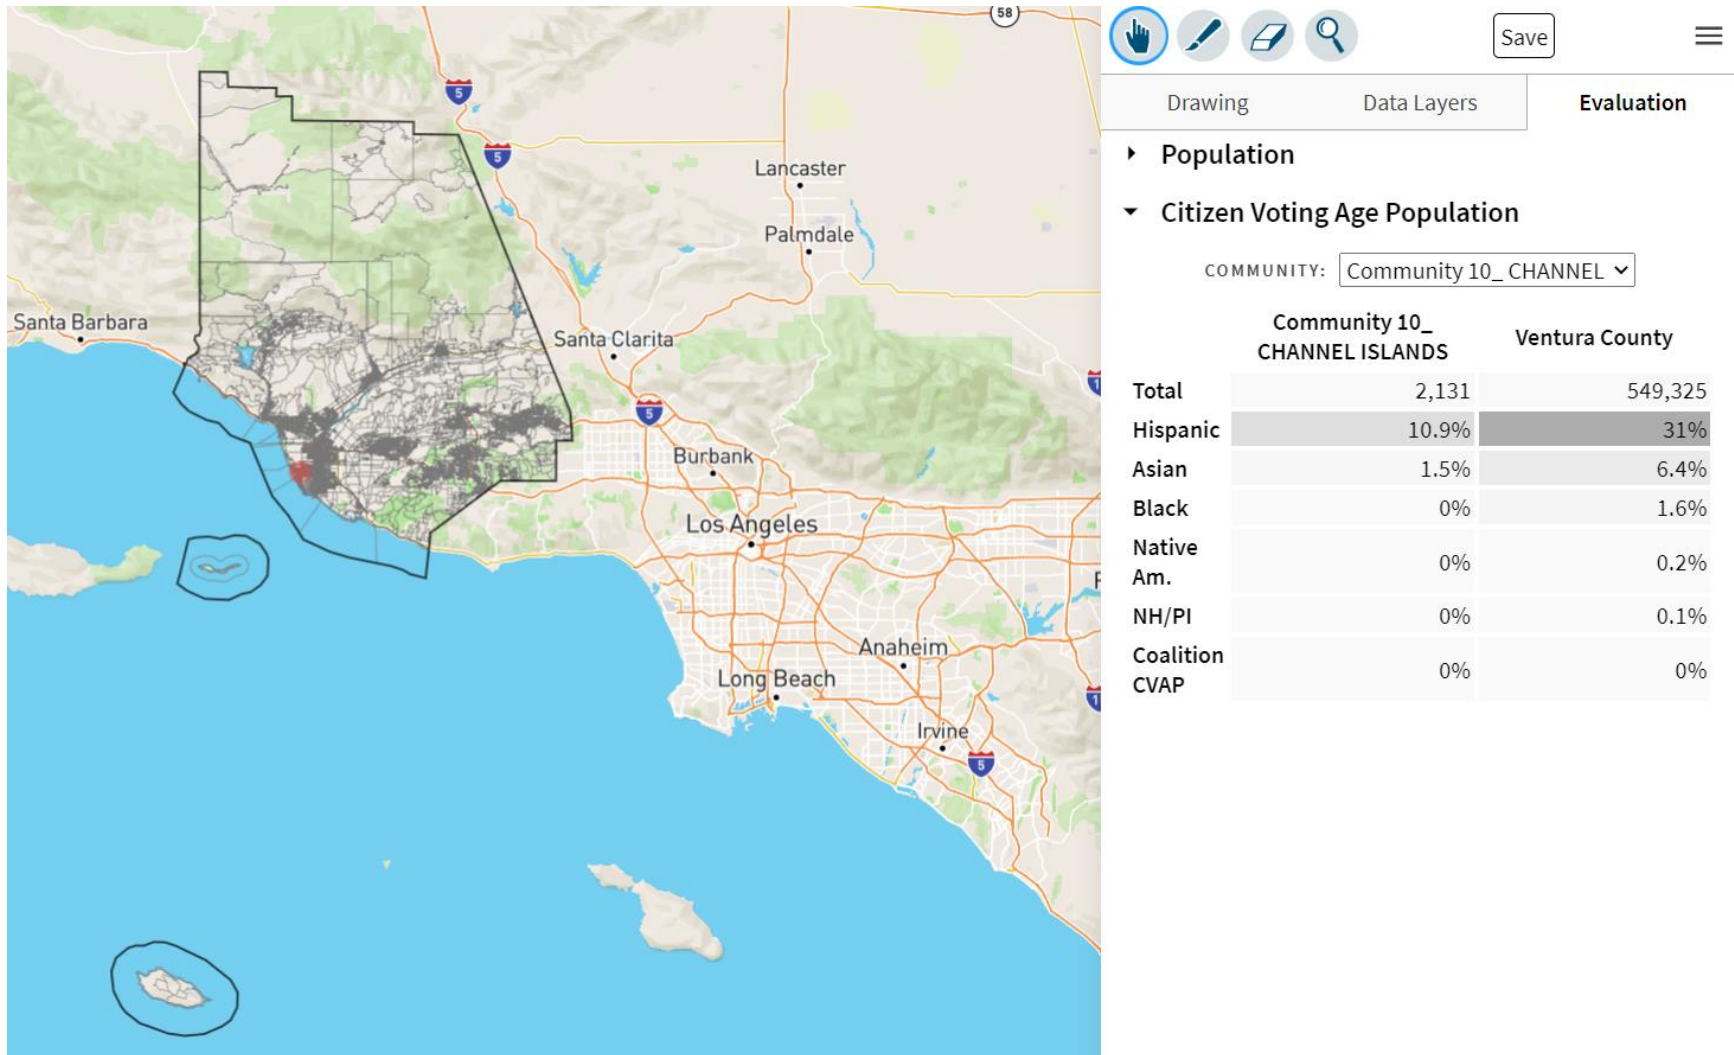 58
Save
Drawing Data Layers Evaluation
5
5
Population
Lancaster
Citizen Voting Age Population
Palmdale
COMMUNITY: Community 10_ CHANNEL
Santa Barbara
Santa Clarita
Community 10_ CHANNEL ISLANDS
Ventura County
Total 2,131 549,325
5
Hispanic 10.9% 31%
Burbank
Asian 1.5% 6.4%
Black 0% 1.6%
Los Angeles
Native Am. 0% 0.2%
NH/PI 0% 0.1%
Anaheim
Coalition CVAP 0% 0%
Long Beach
Irvine
5